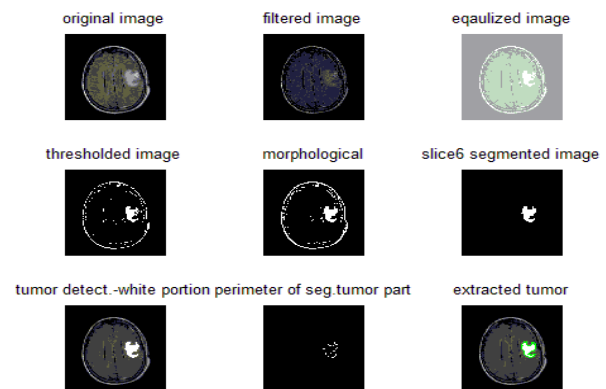 original image
filtered image
eqaulized image
thresholded image
morphological
slice6 segmented image
tumor detect.-white portion
perimeter of seg.tumor part
extracted tumor